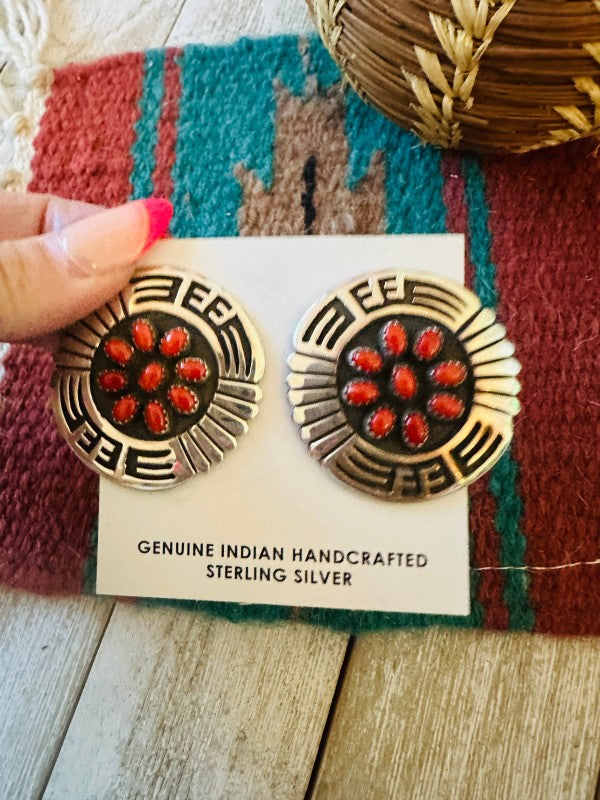 GENUINE INDIAN HANDCRAFTED
STERLING SILVER